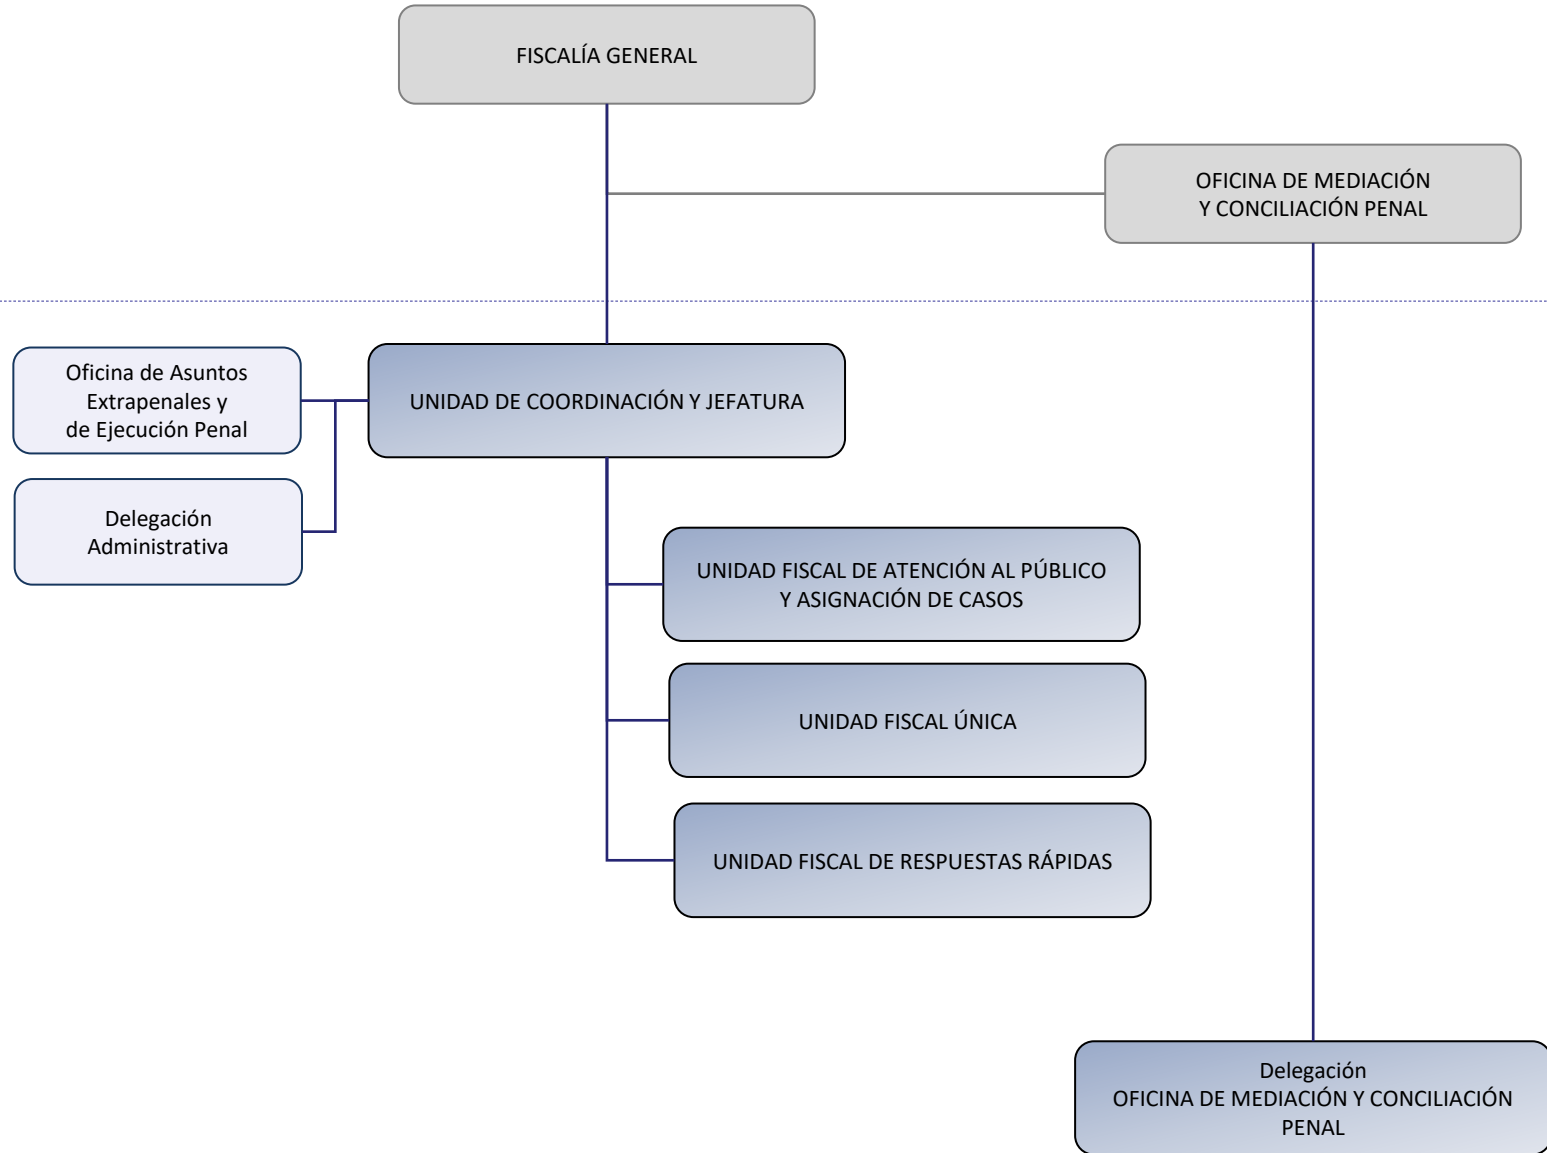 FISCALÍA GENERAL
OFICINA DE MEDIACIÓN
Y CONCILIACIÓN PENAL
Oficina de Asuntos
Extrapenales y
de Ejecución Penal
UNIDAD DE COORDINACIÓN Y JEFATURA
Delegación
Administrativa
UNIDAD FISCAL DE ATENCIÓN AL PÚBLICO
Y ASIGNACIÓN DE CASOS
UNIDAD FISCAL ÚNICA
UNIDAD FISCAL DE RESPUESTAS RÁPIDAS
Delegación
OFICINA DE MEDIACIÓN Y CONCILIACIÓN
PENAL